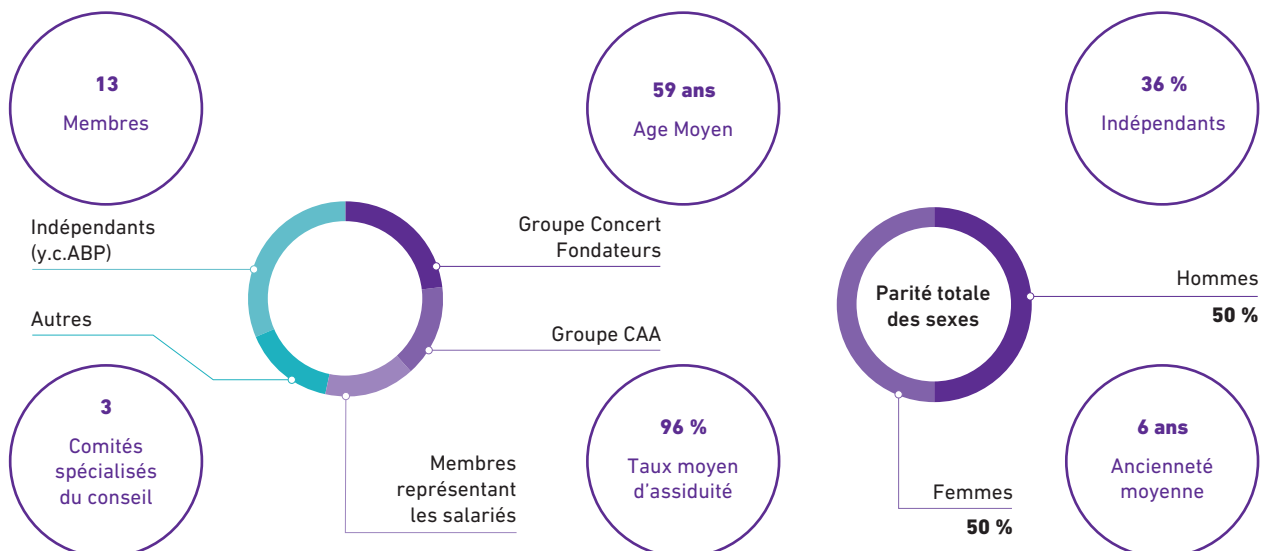 13
Membres
59 ans
Age Moyen
36 %
Indépendants
Indépendants
(y.c.ABP)
Autres
Groupe Concert
Fondateurs
Groupe CAA
Membres
représentant
les salariés
Parité totale
des sexes
Hommes
50 %
Femmes
50 %
3
Comités
spécialisés
du conseil
96 %
Taux moyen
d’assiduité
6 ans
Ancienneté
moyenne